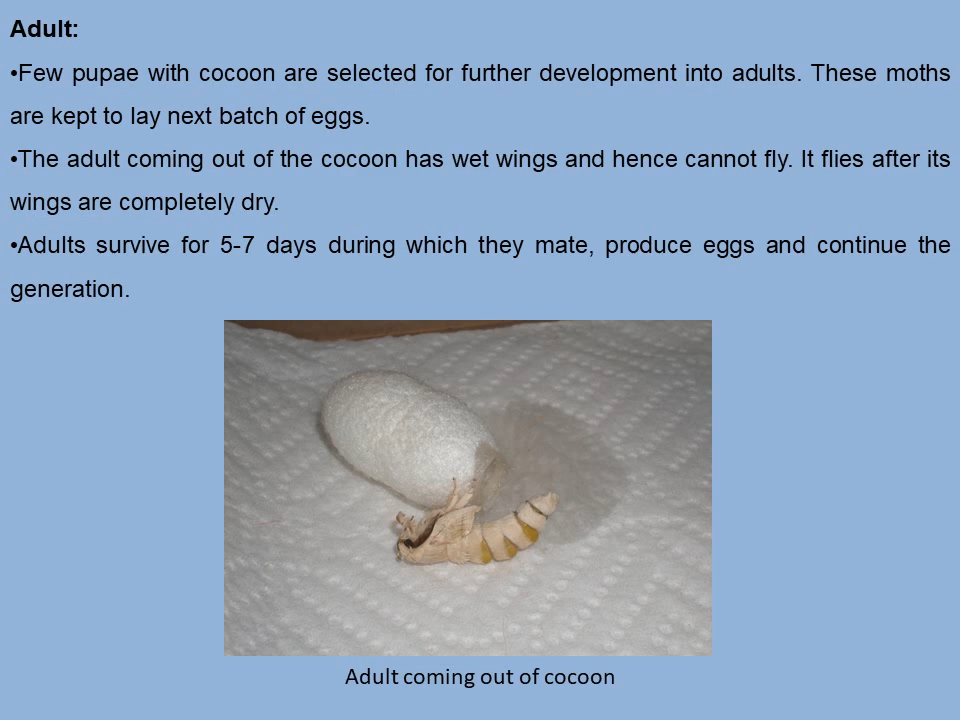 Adult:
•Few pupae with cocoon are selected for further development into adults. These moths
are kept to lay next batch of eggs.
•The adult coming out of the cocoon has wet wings and hence cannot fly. It flies after its
wings are completely dry.
•Adults survive for 5-7 days during which they mate, produce eggs and continue the
generation.
Adult coming out of cocoon